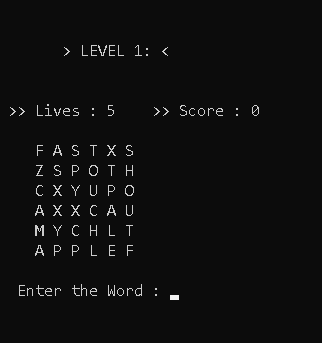 > LEVEL 1: <
>> Lives : 5    >> Score : 0
F A S T X S
Z S P O T H
C X Y U P O
A X X C A U
M Y C H L T
A P P L E F
Enter the Word :